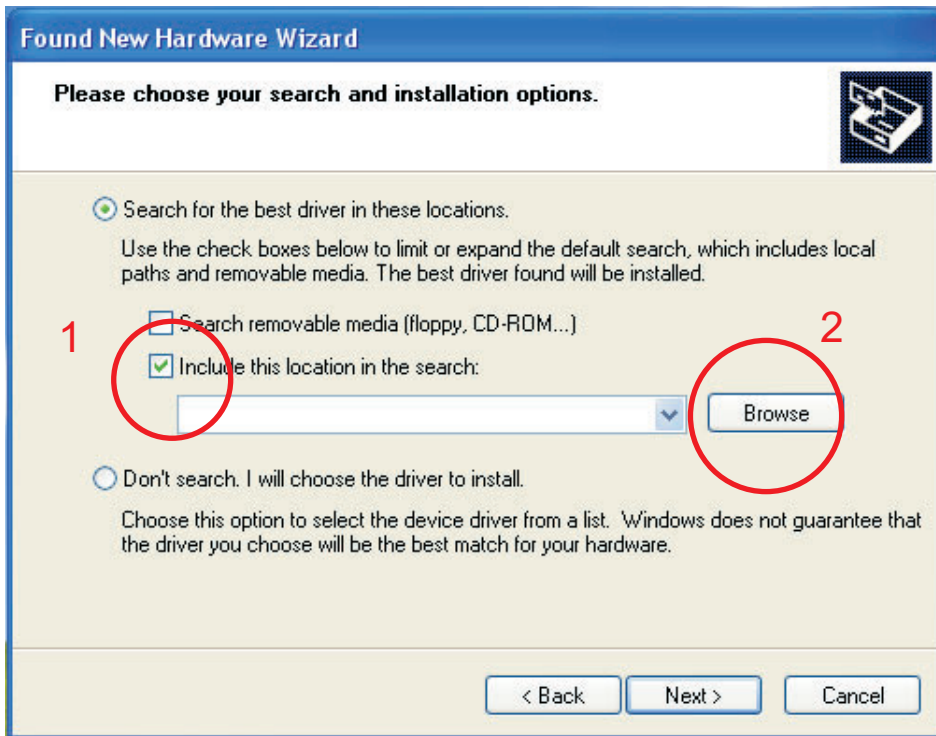 Found New Hardware Wizard
Please choose your search and installation options.
Search for the best driver in these locations.
Use the check boxes below to limit or expand the default search, which includes local
paths and removable media. The best driver found will be installed.
1
Search removable media (floppy, CD-ROM...)
2
Include this location in the search:
Browse
Don't search. I will choose the driver to install.
Choose this option to select the device driver from a list. Windows does not guarantee that
the driver you choose will be the best match for your hardware.
< Back Next > Cancel